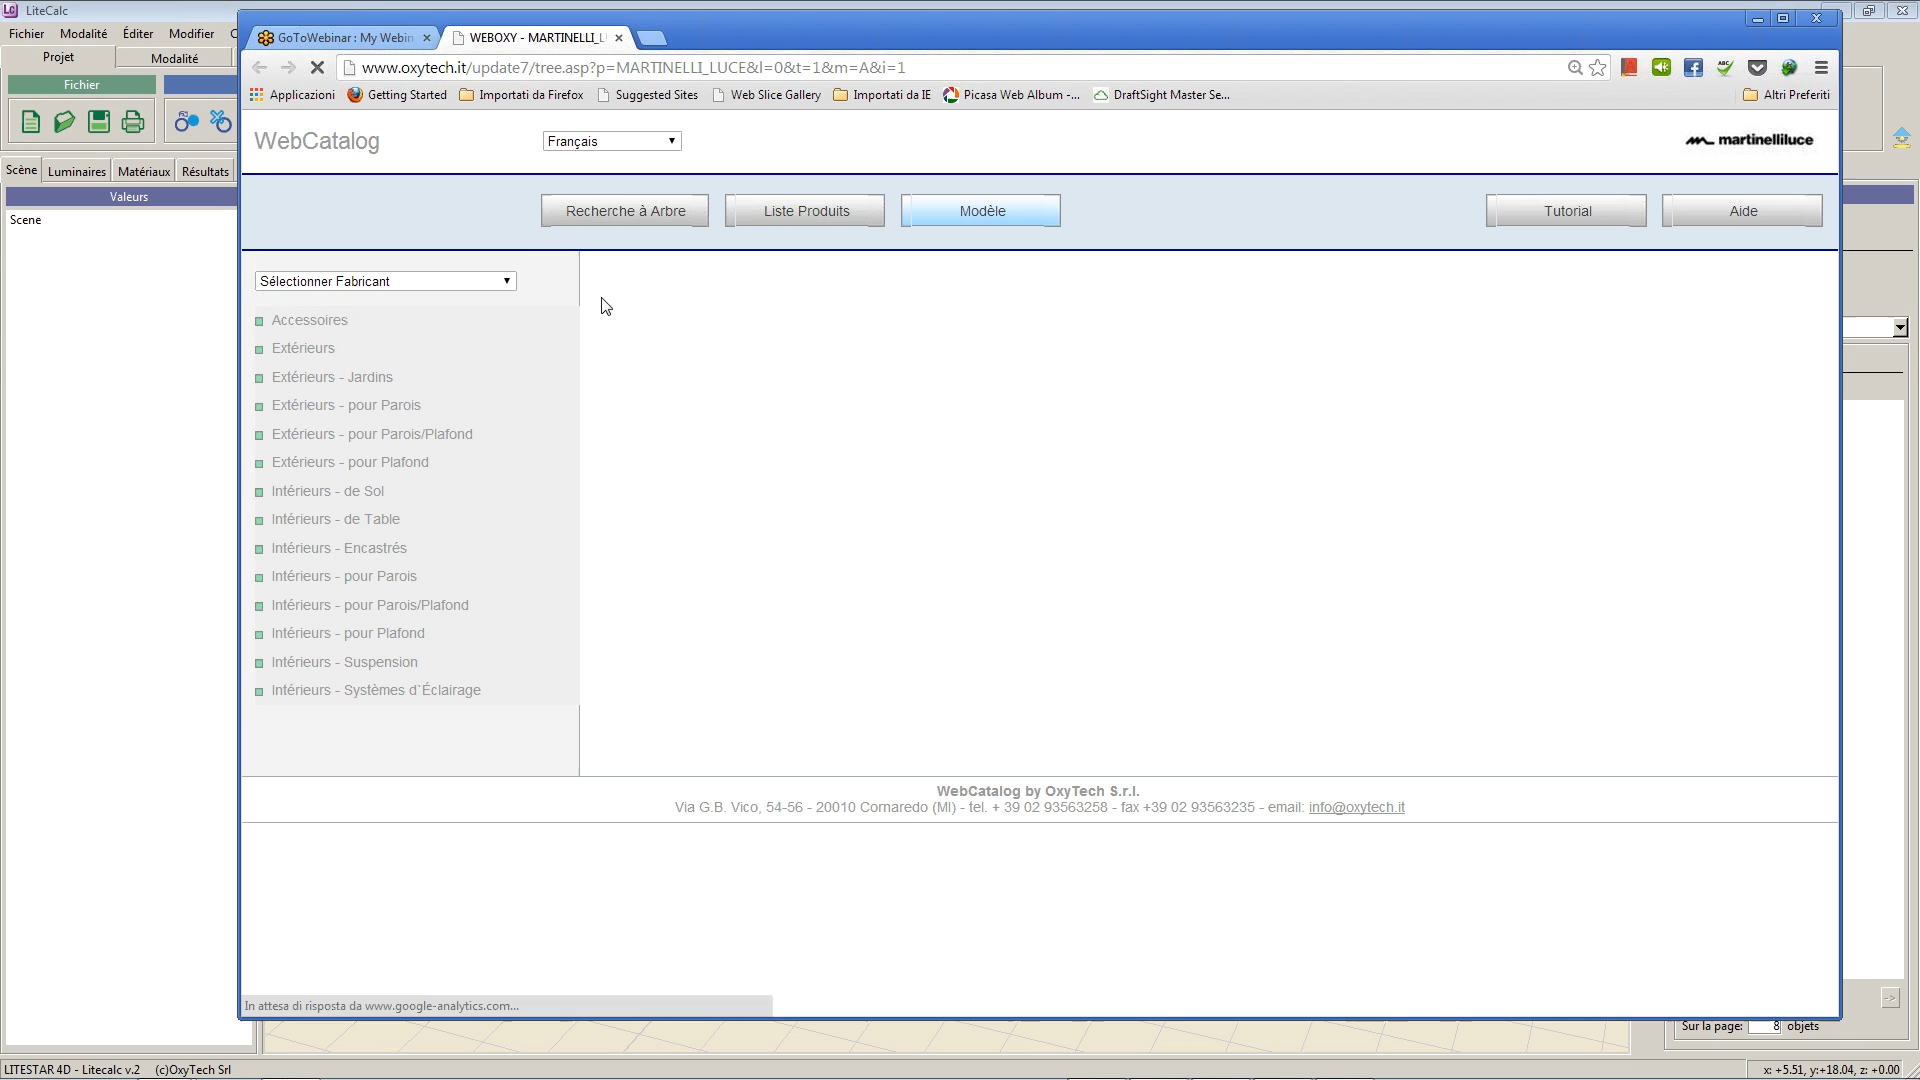 LiteCalc
Fichier Modalité Éditer Modifier
Projet Modalité
Fichier
Scène Luminaires Matériaux Résultats
Valeurs
Scene
GoToWebinar : My Webin
WEBOXY - MARTINELLI_L
www.oxytech.it/update7/tree.asp?p=MARTINELLI_LUCE&l=0&t=1&m=A&i=1
Applicazioni Getting Started Importati da Firefox Suggested Sites Web Slice Gallery Importati da IE Picasa Web Album -... DraftSight Master Se... Altri Preferiti
WebCatalog Français martinelliluce
Recherche à Arbre Liste Produits Modèle Tutorial Aide
Sélectionner Fabricant
Accessoires
Extérieurs
Extérieurs - Jardins
Extérieurs - pour Parois
Extérieurs - pour Parois/Plafond
Extérieurs - pour Plafond
Intérieurs - de Sol
Intérieurs - de Table
Intérieurs - Encastrés
Intérieurs - pour Parois
Intérieurs - pour Parois/Plafond
Intérieurs - pour Plafond
Intérieurs - Suspension
Intérieurs - Systèmes d`Éclairage
WebCatalog by OxyTech S.r.l.
Via G.B. Vico, 54-56 - 20010 Cornaredo (MI) - tel. + 39 02 93563258 - fax +39 02 93563235 - email: info@oxytech.it
In attesa di risposta da www.google-analytics.com...
Sur la page: 8 objets
LITESTAR 4D - Litecalc v.2 (c)OxyTech Srl
x: +5.51, y:+18.04, z: +0.00